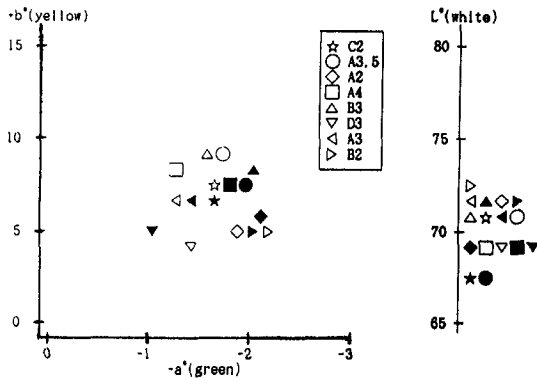 +b*(yellow)
15
10
5
0
0
-1
-2
-3
-a*(green)
C2
A3,5
A2
A4
B3
D3
A3
B2
L*(white)
80
75
70
65